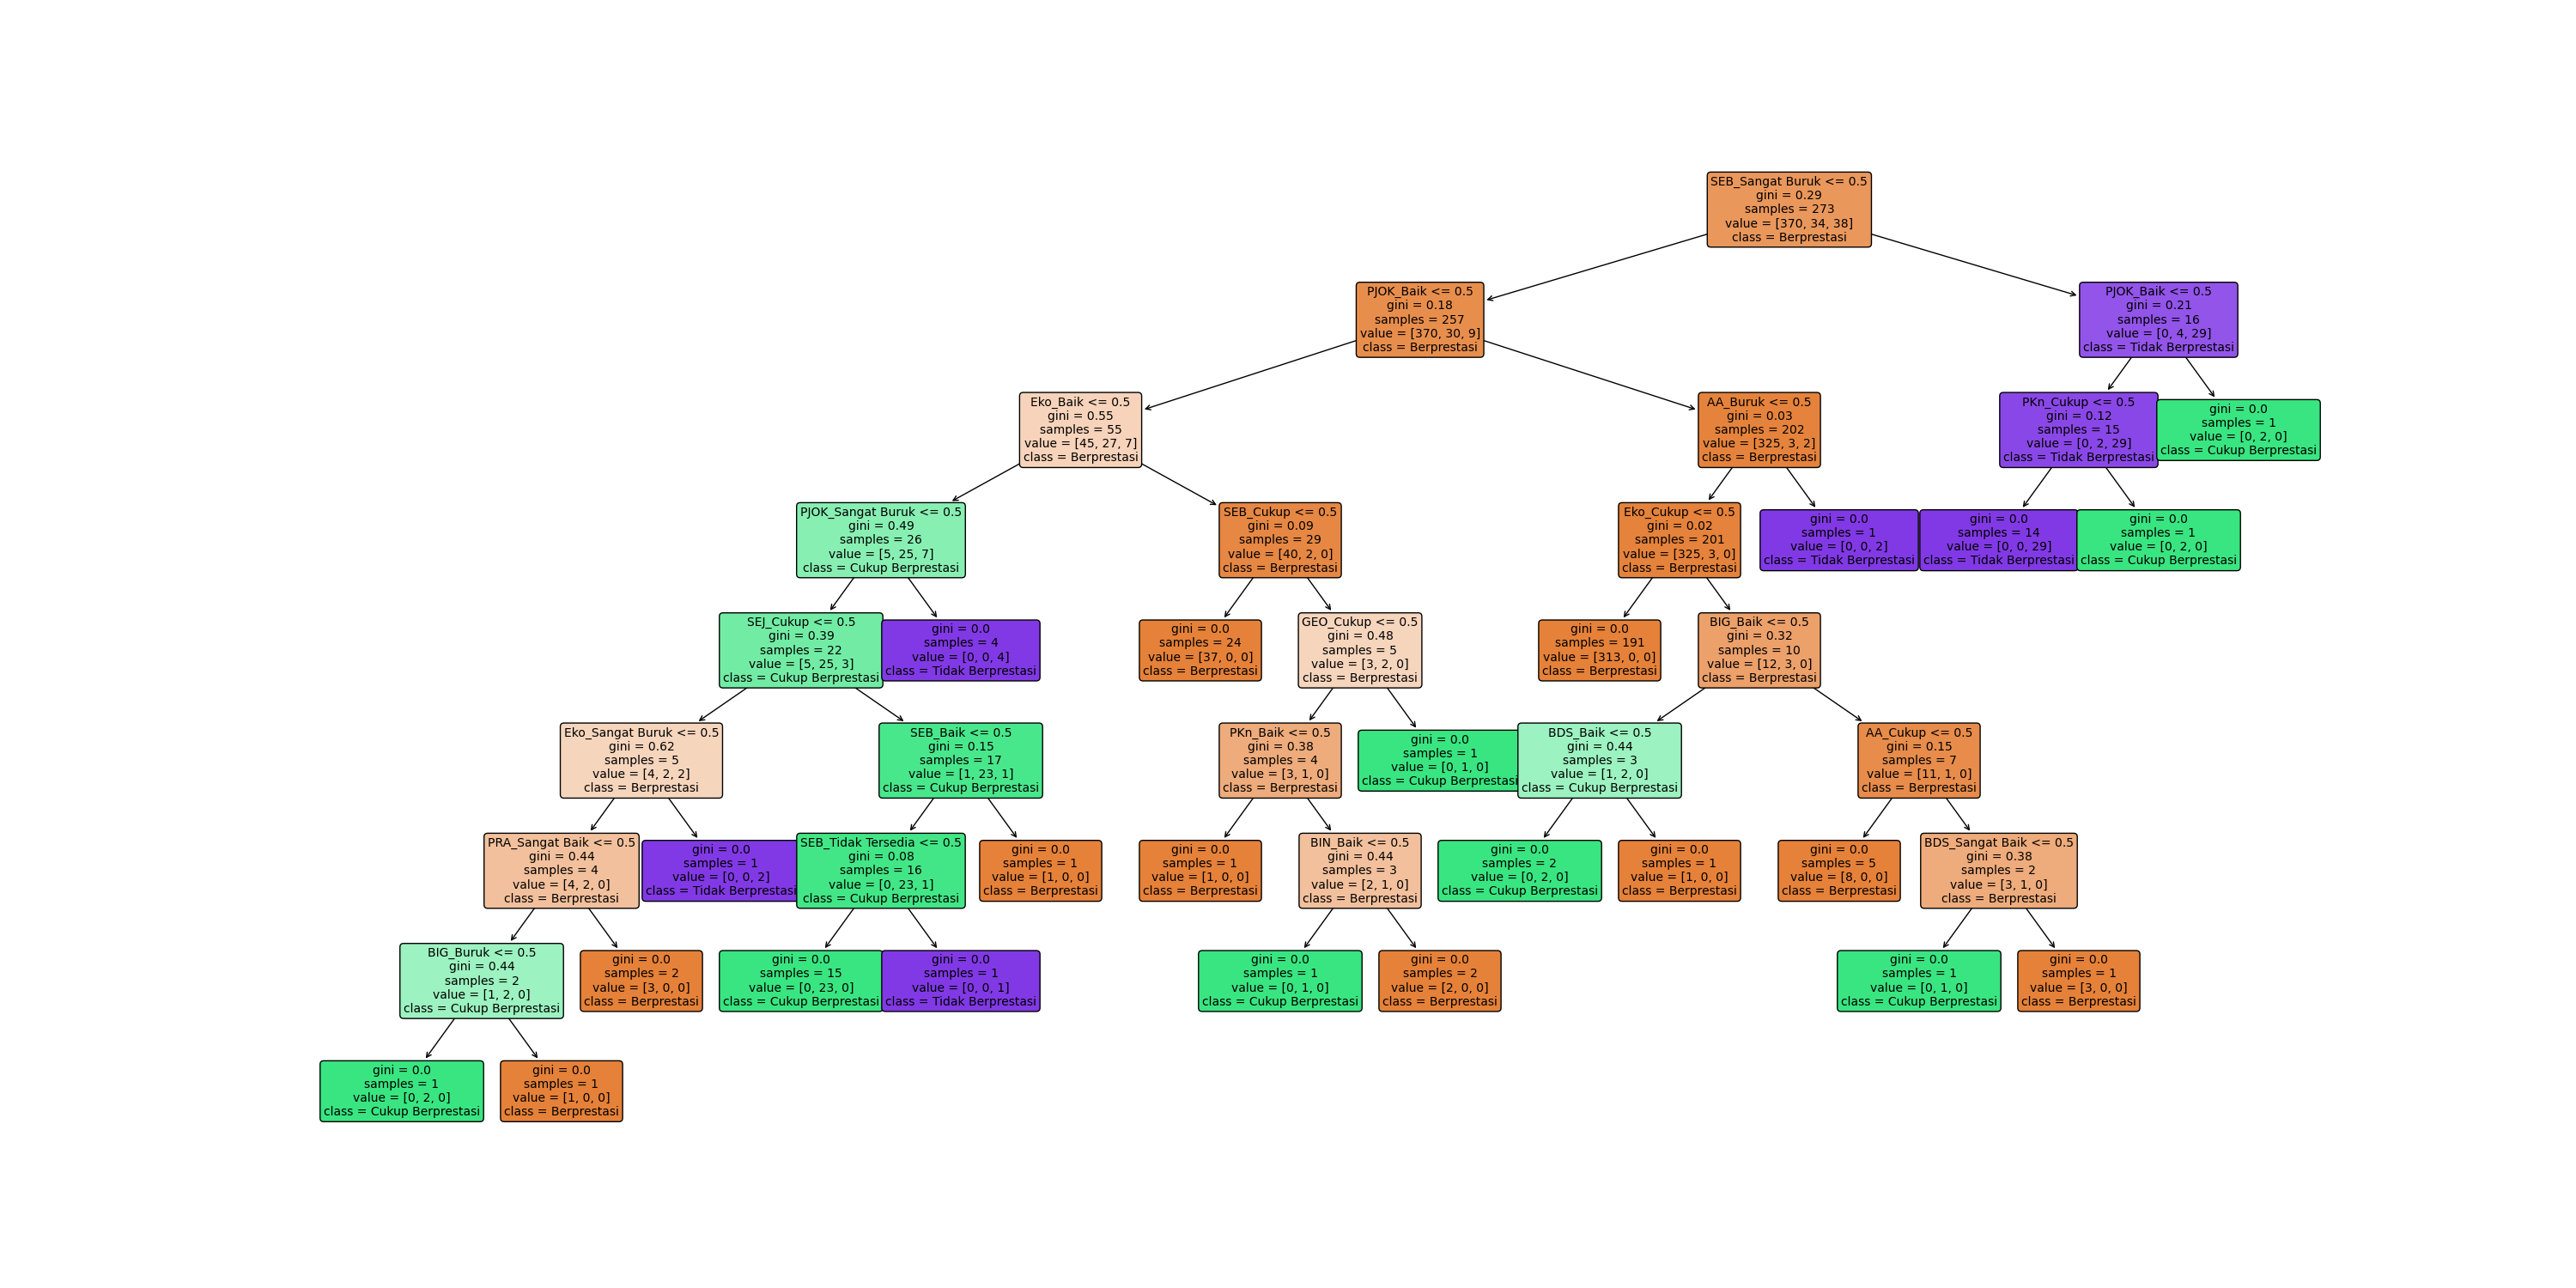 SEB_Sangat Buruk <= 0.5
gini = 0.29
samples = 273
value = [370, 34, 38]
class = Berprestasi
PJOK_Baik <= 0.5
gini = 0.18
samples = 257
value = [370, 30, 9]
class = Berprestasi
PJOK_Baik <= 0.5
gini = 0.21
samples = 16
value = [0, 4, 29]
class = Tidak Berprestasi
Eko_Baik <= 0.5
gini = 0.55
samples = 55
value = [45, 27, 7]
class = Berprestasi
AA_Buruk <= 0.5
gini = 0.03
samples = 202
value = [325, 3, 2]
class = Berprestasi
PKn_Cukup <= 0.5
gini = 0.12
samples = 15
value = [0, 2, 29]
class = Tidak Berprestasi
gini = 0.0
samples = 1
value = [0, 2, 0]
class = Cukup Berprestasi
PJOK_Sangat Buruk <= 0.5
gini = 0.49
samples = 26
value = [5, 25, 7]
class = Cukup Berprestasi
SEB_Cukup <= 0.5
gini = 0.09
samples = 29
value = [40, 2, 0]
class = Berprestasi
Eko_Cukup <= 0.5
gini = 0.02
samples = 201
value = [325, 3, 0]
class = Berprestasi
gini = 0.0
samples = 1
value = [0, 0, 2]
class = Tidak Berprestasi
gini = 0.0
samples = 14
value = [0, 0, 29]
class = Tidak Berprestasi
gini = 0.0
samples = 1
value = [0, 2, 0]
class = Cukup Berprestasi
SEJ_Cukup <= 0.5
gini = 0.39
samples = 22
value = [5, 25, 3]
class = Cukup Berprestasi
gini = 0.0
samples = 4
value = [0, 0, 4]
class = Tidak Berprestasi
gini = 0.0
samples = 24
value = [37, 0, 0]
class = Berprestasi
GEO_Cukup <= 0.5
gini = 0.48
samples = 5
value = [3, 2, 0]
class = Berprestasi
gini = 0.0
samples = 191
value = [313, 0, 0]
class = Berprestasi
BIG_Baik <= 0.5
gini = 0.32
samples = 10
value = [12, 3, 0]
class = Berprestasi
Eko_Sangat Buruk <= 0.5
gini = 0.62
samples = 5
value = [4, 2, 2]
class = Berprestasi
SEB_Baik <= 0.5
gini = 0.15
samples = 17
value = [1, 23, 1]
class = Cukup Berprestasi
PKn_Baik <= 0.5
gini = 0.38
samples = 4
value = [3, 1, 0]
class = Berprestasi
gini = 0.0
samples = 1
value = [0, 1, 0]
class = Cukup Berprestasi
BDS_Baik <= 0.5
gini = 0.44
samples = 3
value = [1, 2, 0]
class = Cukup Berprestasi
AA_Cukup <= 0.5
gini = 0.15
samples = 7
value = [11, 1, 0]
class = Berprestasi
PRA_Sangat Baik <= 0.5
gini = 0.44
samples = 4
value = [4, 2, 0]
class = Berprestasi
gini = 0.0
samples = 1
value = [0, 0, 2]
class = Tidak Berprestasi
SEB_Tidak Tersedia <= 0.5
gini = 0.08
samples = 16
value = [0, 23, 1]
class = Cukup Berprestasi
gini = 0.0
samples = 1
value = [1, 0, 0]
class = Berprestasi
gini = 0.0
samples = 1
value = [1, 0, 0]
class = Berprestasi
BIN_Baik <= 0.5
gini = 0.44
samples = 3
value = [2, 1, 0]
class = Berprestasi
gini = 0.0
samples = 2
value = [0, 2, 0]
class = Cukup Berprestasi
gini = 0.0
samples = 1
value = [1, 0, 0]
class = Berprestasi
gini = 0.0
samples = 5
value = [8, 0, 0]
class = Berprestasi
BDS_Sangat Baik <= 0.5
gini = 0.38
samples = 2
value = [3, 1, 0]
class = Berprestasi
BIG_Buruk <= 0.5
gini = 0.44
samples = 2
value = [1, 2, 0]
class = Cukup Berprestasi
gini = 0.0
samples = 2
value = [3, 0, 0]
class = Berprestasi
gini = 0.0
samples = 15
value = [0, 23, 0]
class = Cukup Berprestasi
gini = 0.0
samples = 1
value = [0, 0, 1]
class = Tidak Berprestasi
gini = 0.0
samples = 1
value = [0, 1, 0]
class = Cukup Berprestasi
gini = 0.0
samples = 2
value = [2, 0, 0]
class = Berprestasi
gini = 0.0
samples = 1
value = [0, 1, 0]
class = Cukup Berprestasi
gini = 0.0
samples = 1
value = [3, 0, 0]
class = Berprestasi
gini = 0.0
samples = 1
value = [0, 2, 0]
class = Cukup Berprestasi
gini = 0.0
samples = 1
value = [1, 0, 0]
class = Berprestasi